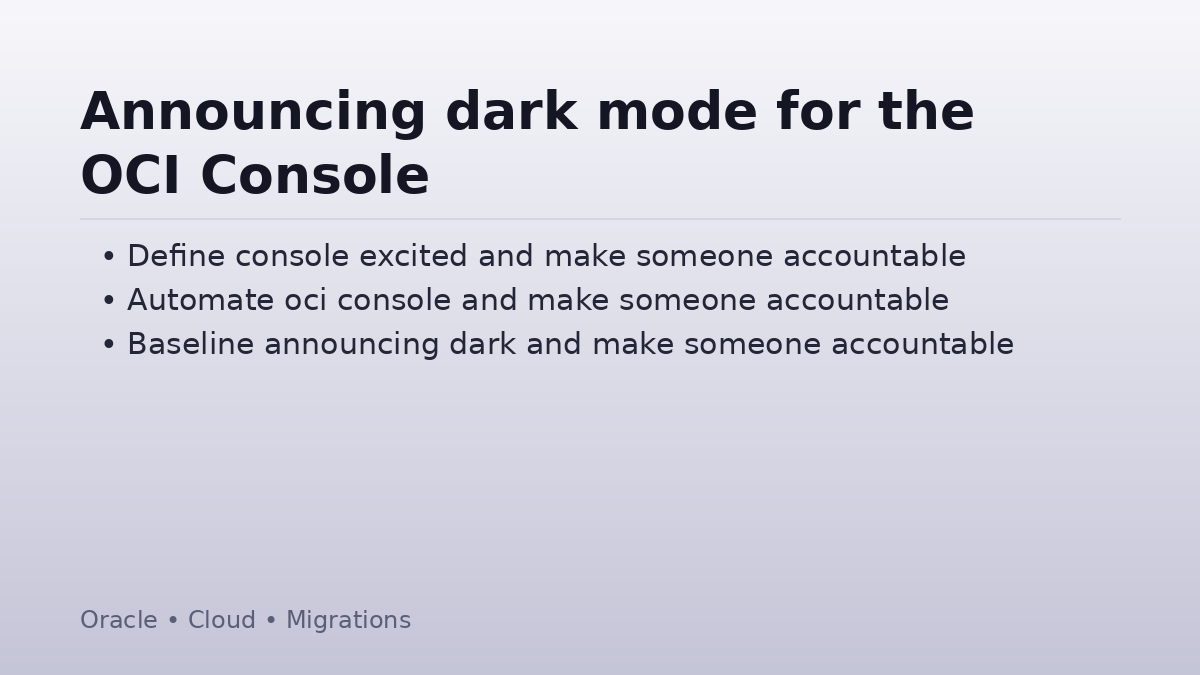 Announcing dark mode for the
OCI Console
• Define console excited and make someone accountable
• Automate oci console and make someone accountable
• Baseline announcing dark and make someone accountable
Oracle • Cloud • Migrations